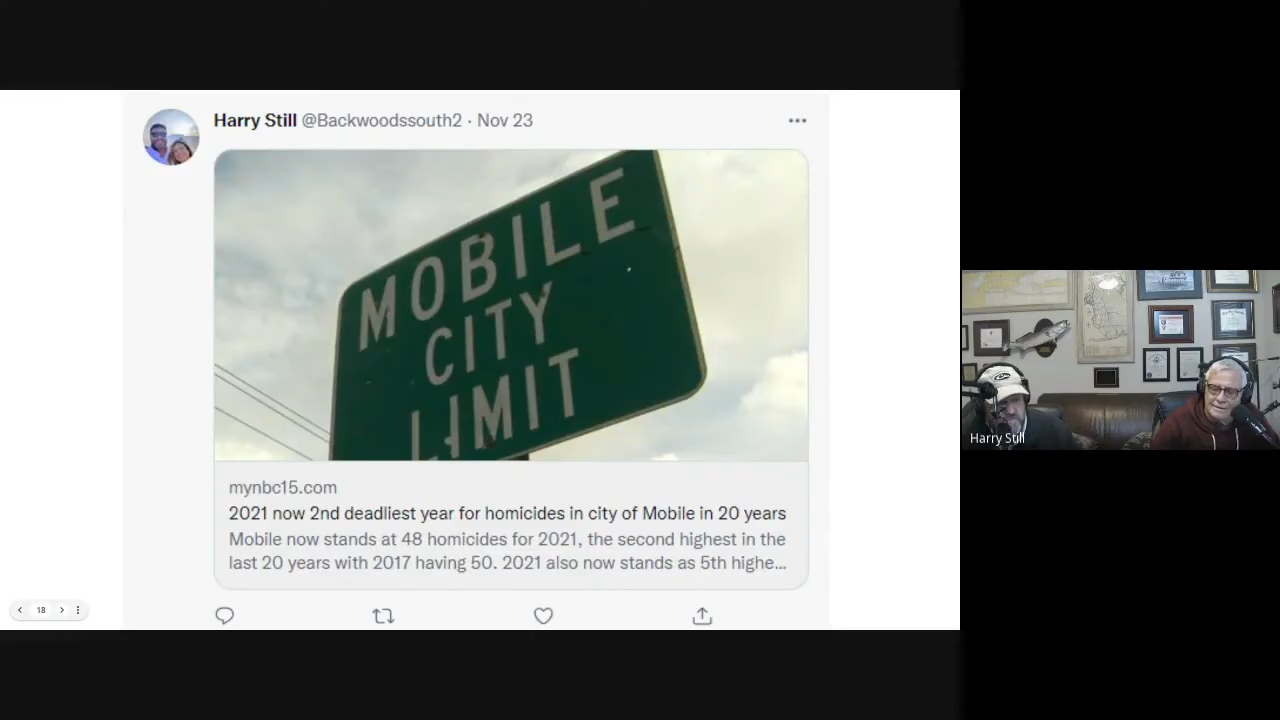 Harry Still @Backwoodssouth2 · Nov 23
MOBILE
CITY
LIMIT
mynbc15.com
2021 now 2nd deadliest year for homicides in city of Mobile in 20 years
Mobile now stands at 48 homicides for 2021, the second highest in the
last 20 years with 2017 having 50. 2021 also now stands as 5th highe...
18
Harry Still